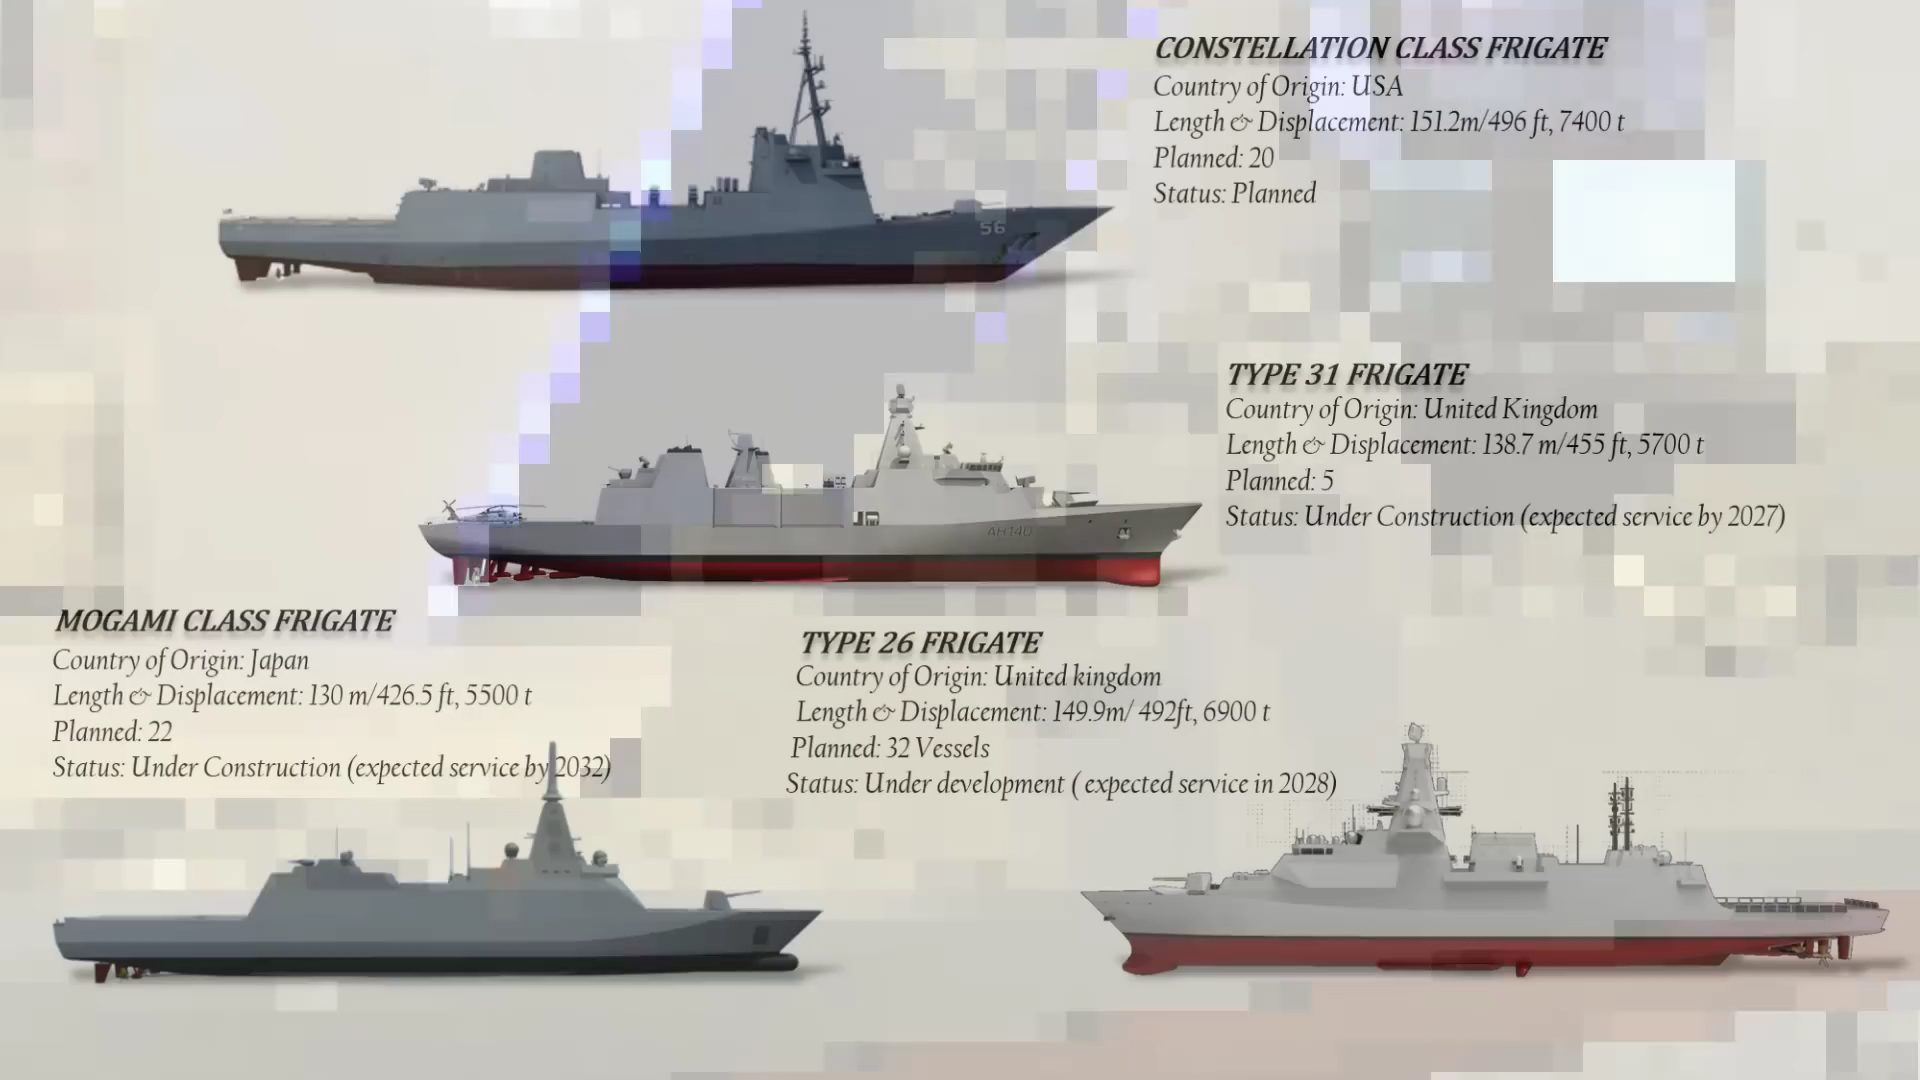 CONSTELLATION CLASS FRIGATE
Country of Origin: USA
Length & Displacement: 151.2m/496 ft, 7400 t
Planned: 20
Status: Planned
56
TYPE 31 FRIGATE
Country of Origin: United Kingdom
Length & Displacement: 138.7 m/455 ft, 5700 t
Planned: 5
Status: Under Construction (expected service by 2027)
AH140
MOGAMI CLASS FRIGATE
Country of Origin: Japan
Length & Displacement: 130 m/426.5 ft, 5500 t
Planned: 22
Status: Under Construction (expected service by 2032)
TYPE 26 FRIGATE
Country of Origin: United kingdom
Length & Displacement: 149.9m/ 492ft, 6900 t
Planned: 32 Vessels
Status: Under development ( expected service in 2028)